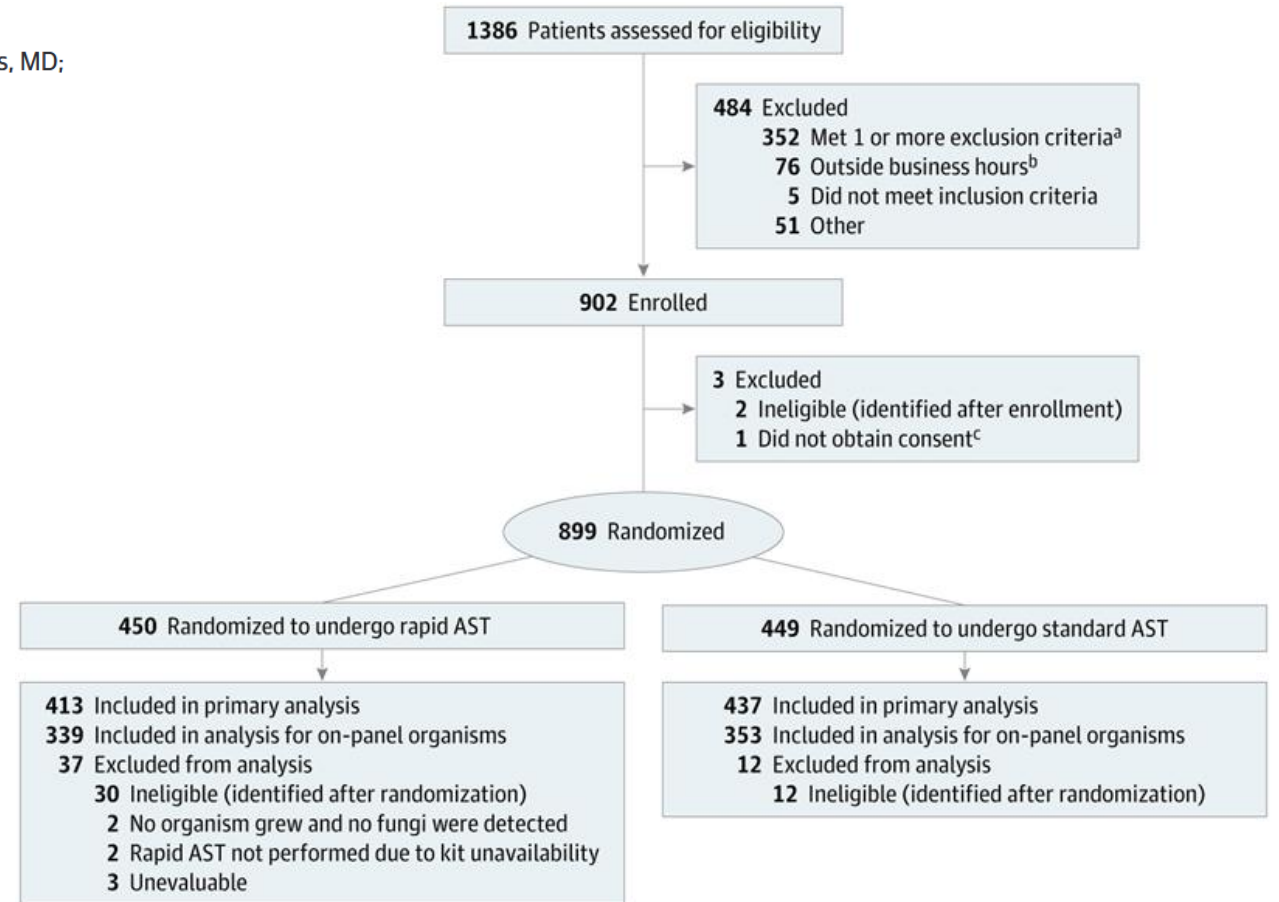 1386 Patients assessed for eligibility
s, MD;
484 Excluded
352 Met 1 or more exclusion criteriaᵃ
76 Outside business hoursᵇ
5 Did not meet inclusion criteria
51 Other
902 Enrolled
3 Excluded
2 Ineligible (identified after enrollment)
1 Did not obtain consentᶜ
899 Randomized
450 Randomized to undergo rapid AST
413 Included in primary analysis
339 Included in analysis for on-panel organisms
37 Excluded from analysis
30 Ineligible (identified after randomization)
2 No organism grew and no fungi were detected
2 Rapid AST not performed due to kit unavailability
3 Unevaluable
449 Randomized to undergo standard AST
437 Included in primary analysis
353 Included in analysis for on-panel organisms
12 Excluded from analysis
12 Ineligible (identified after randomization)